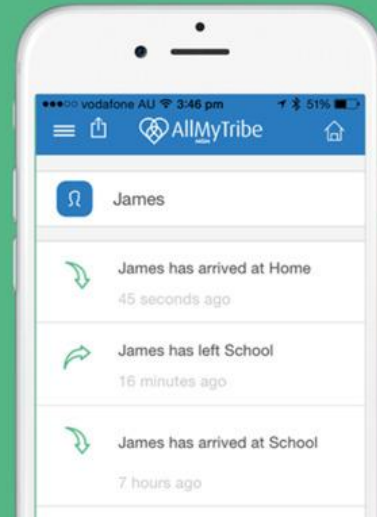 vodafone AU 3:46 pm 51%
AllMyTribe
James
James has arrived at Home
45 seconds ago
James has left School
16 minutes ago
James has arrived at School
7 hours ago